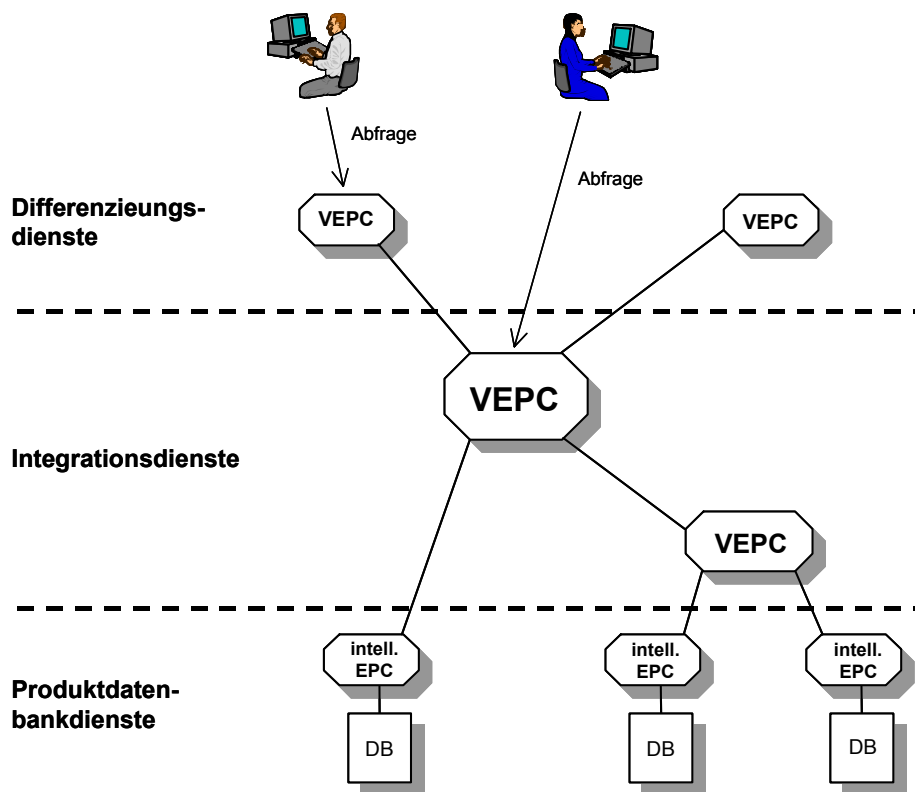 Abfrage
Abfrage
Differenzieungs-
dienste
VEPC
VEPC
VEPC
Integrationsdienste
VEPC
intell.
EPC
intell.
EPC
intell.
EPC
Produktdaten-
bankdienste
DB
DB
DB